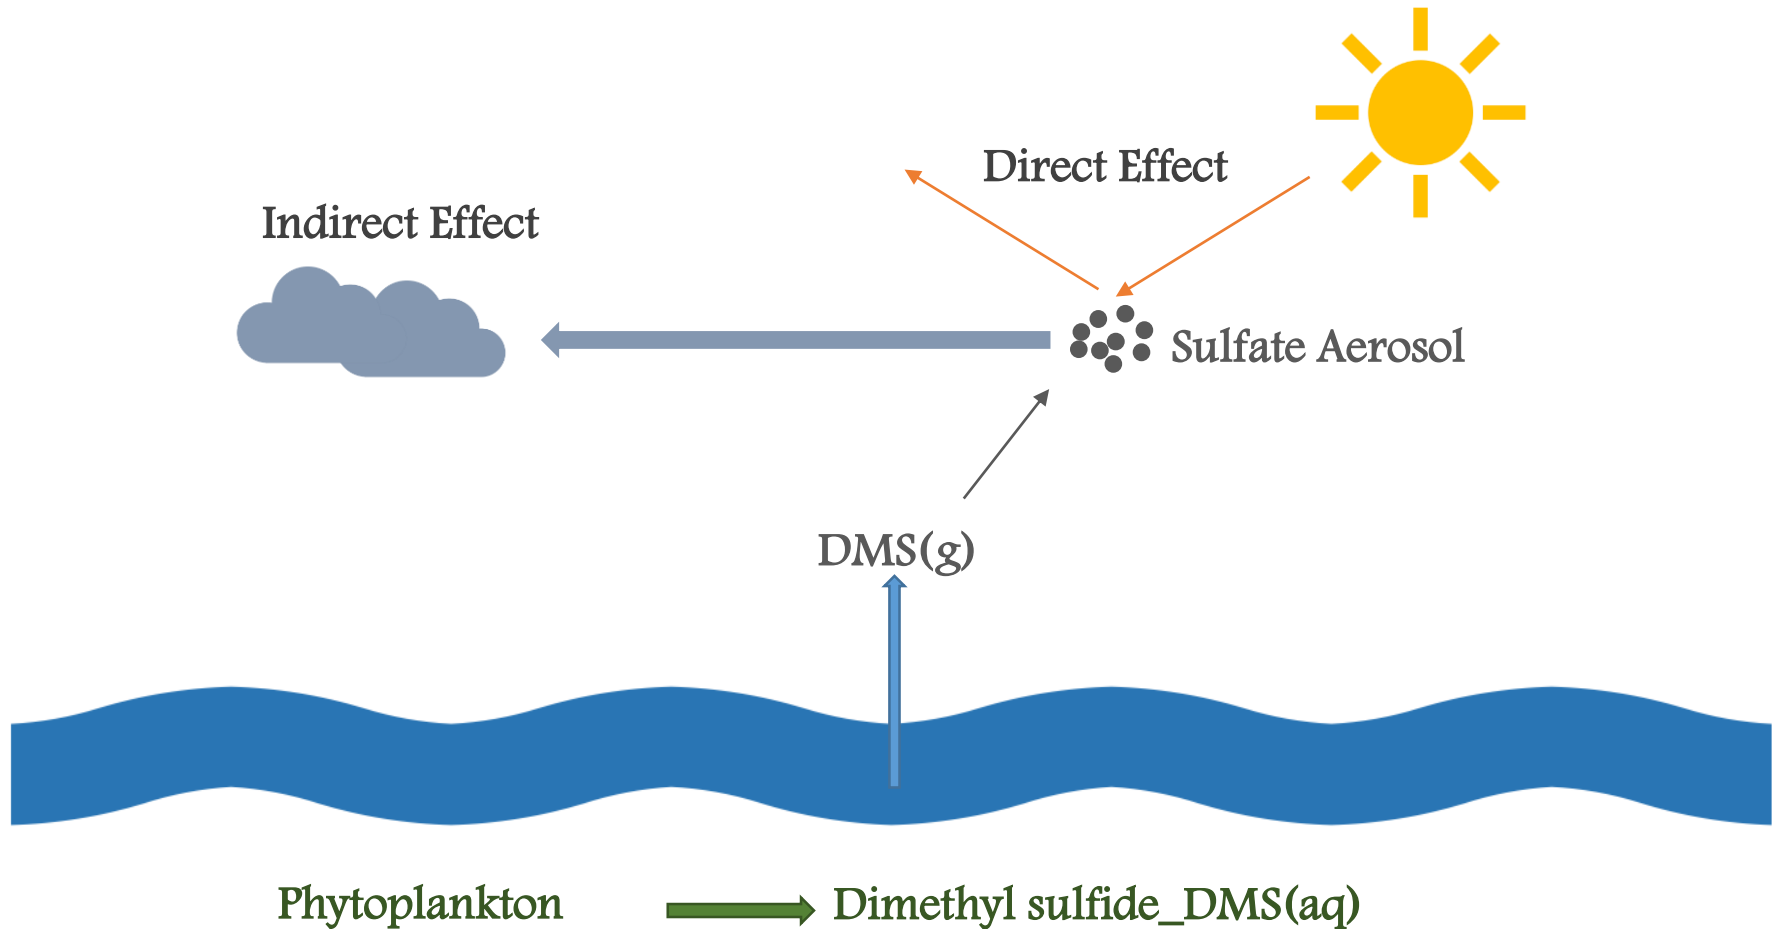 Direct Effect
Indirect Effect
Sulfate Aerosol
DMS(g)
Phytoplankton
Dimethyl sulfide_DMS(aq)